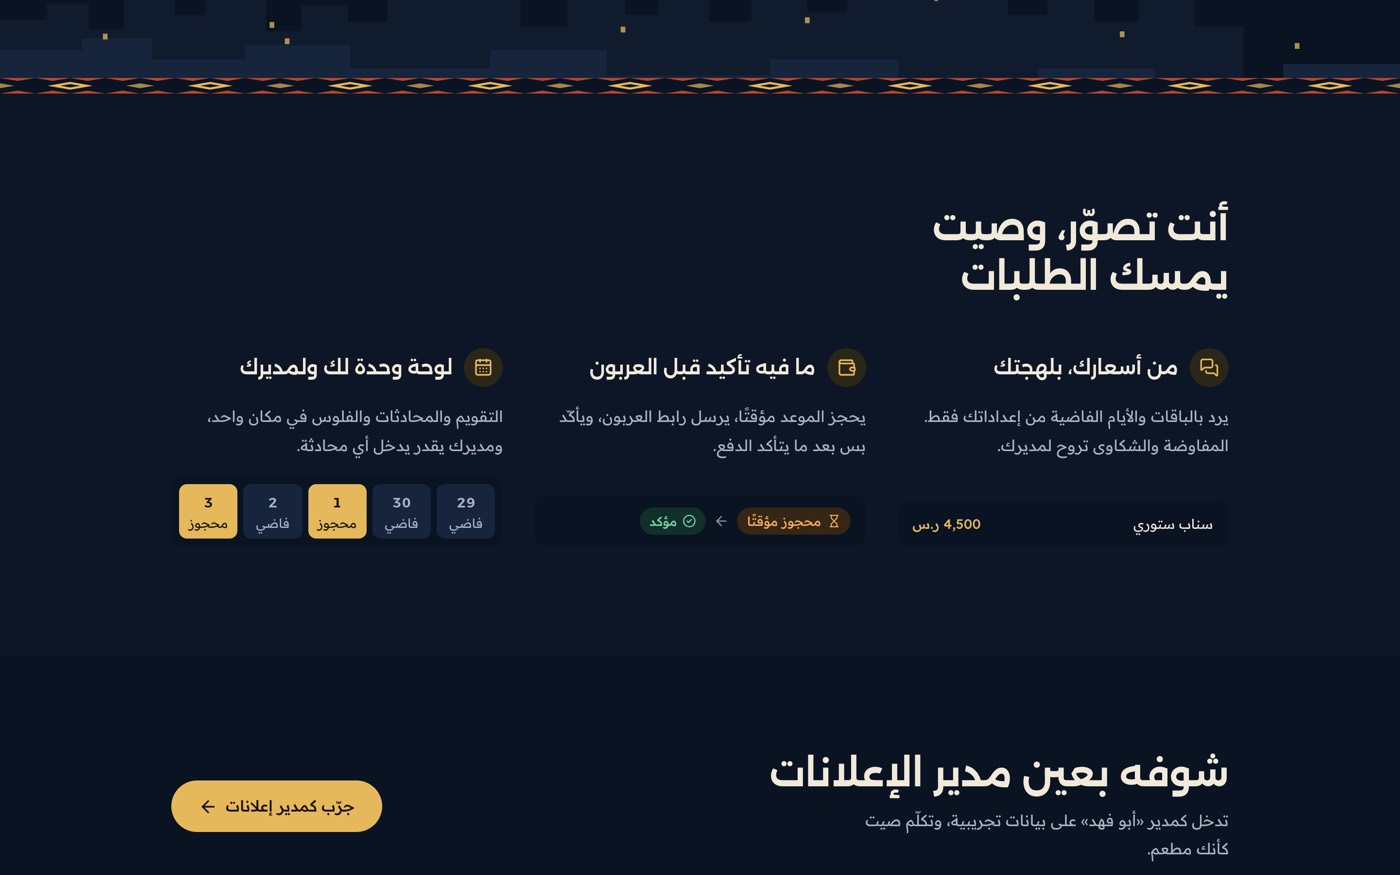 أنت تصوّر، وصيت
يمسك الطلبات
من أسعارك، بلهجتك
يرد بالباقات والأيام الفاضية من إعداداتك فقط.
المفاوضة والشكاوى تروح لمديرك.
سناب ستوري
4,500 ر.س
ما فيه تأكيد قبل العربون
يحجز الموعد مؤقتًا، يرسل رابط العربون، ويأكّد
بس بعد ما يتأكد الدفع.
محجوز مؤقتًا ← مؤكد
لوحة وحدة لك ولمديرك
التقويم والمحادثات والفلوس في مكان واحد،
ومديرك يقدر يدخل أي محادثة.
29 فاضي
30 فاضي
1 محجوز
2 فاضي
3 محجوز
شوفه بعين مدير الإعلانات
تدخل كمدير «أبو فهد» على بيانات تجريبية، وتكلّم صيت
كأنك مطعم.
جرّب كمدير إعلانات ←